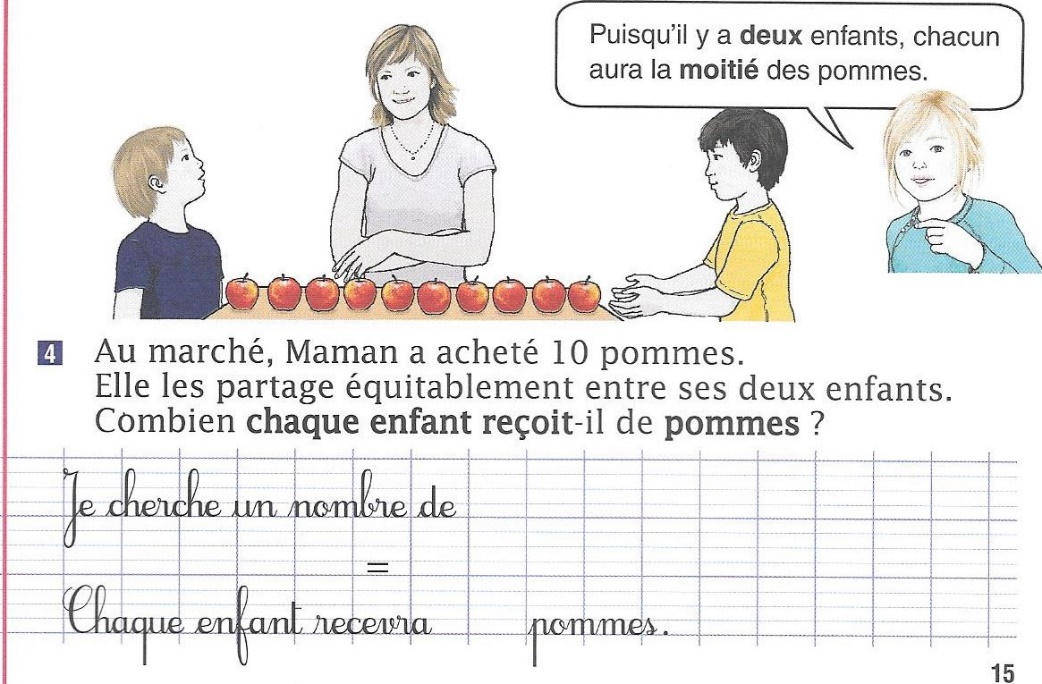 Puisqu'il y a deux enfants, chacun
aura la moitié des pommes.
4 Au marché, Maman a acheté 10 pommes.
Elle les partage équitablement entre ses deux enfants.
Combien chaque enfant reçoit-il de pommes ?
Je cherche un nombre de
=
Chaque enfant recevra pommes.
15